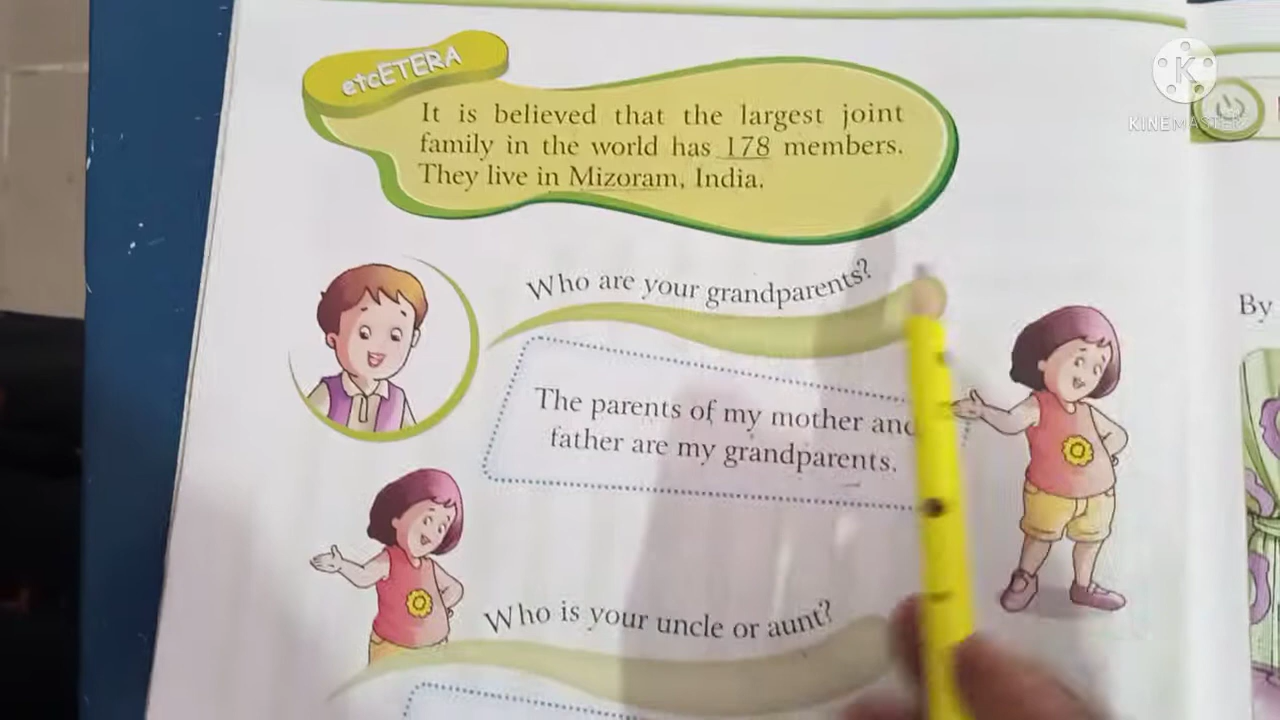 etcETERA
It is believed that the largest joint
family in the world has 178 members.
They live in Mizoram, India.
Who are your grandparents?
The parents of my mother and
father are my grandparents.
Who is your uncle or aunt?
By
K
KINEMASTER